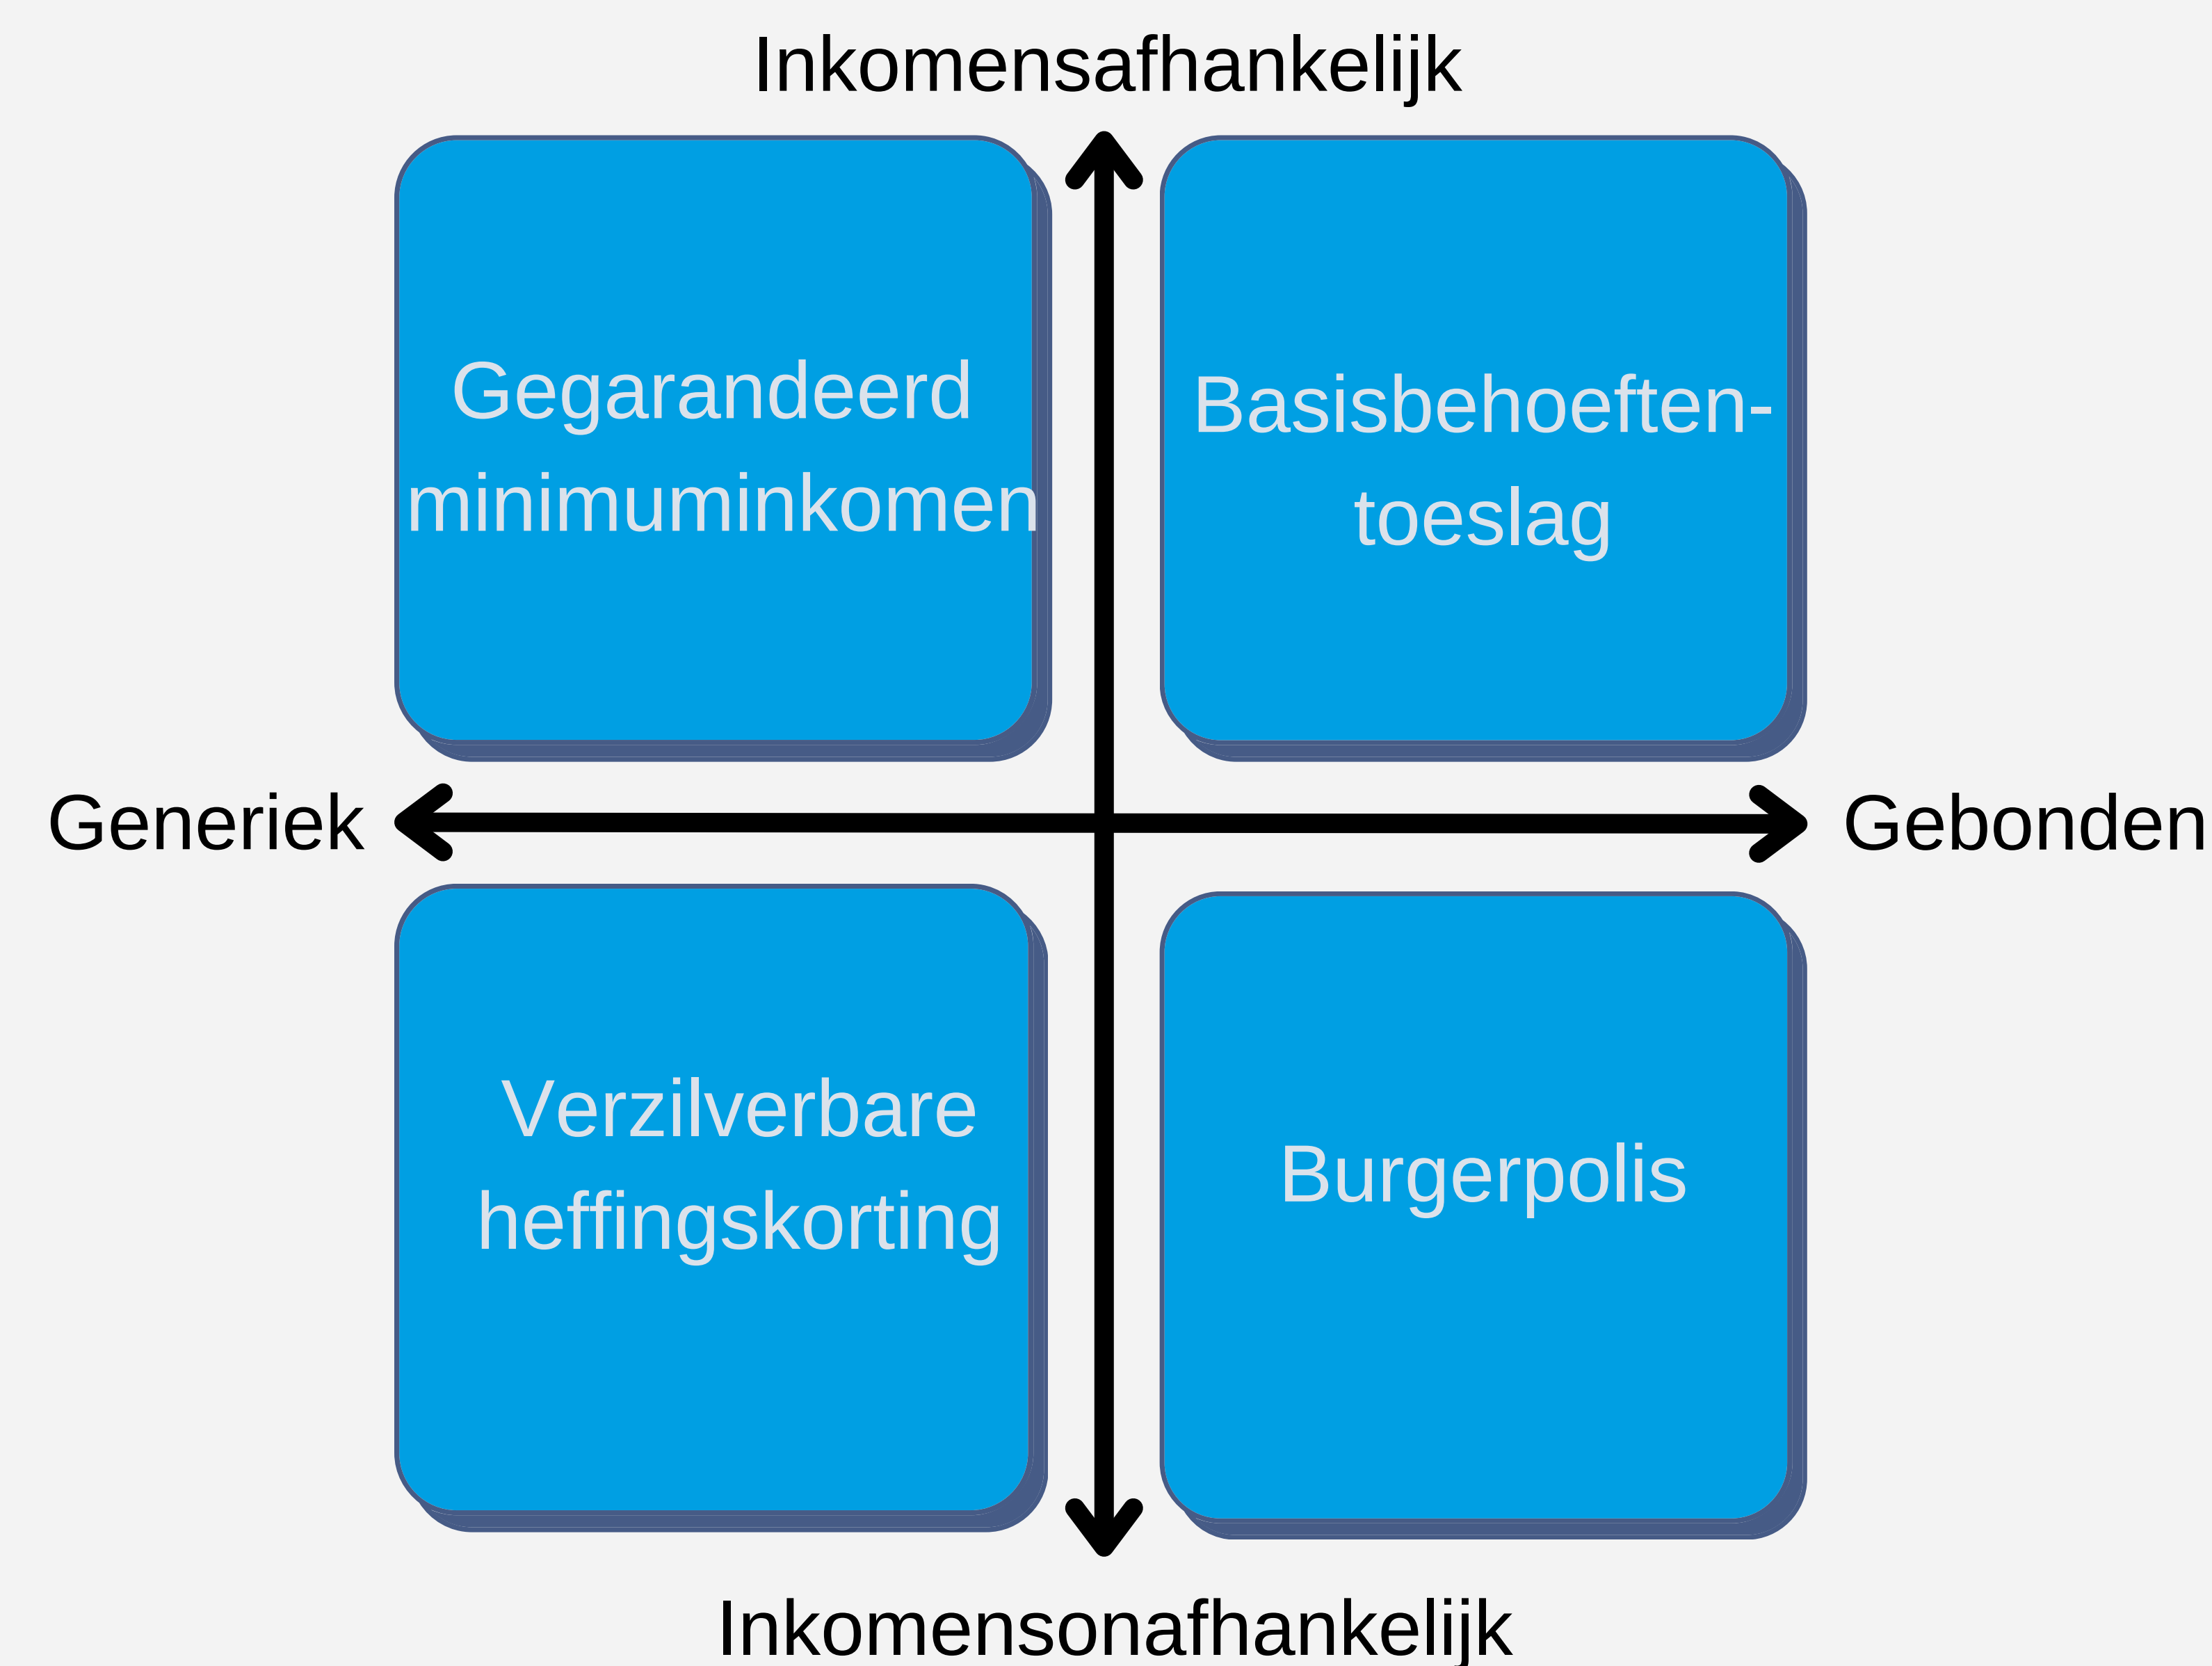 Inkomensafhankelijk
Gegarandeerd
minimuminkomen
Basisbehoeften-
toeslag
Generiek
Gebonden
Verzilverbare
heffingskorting
Burgerpolis
Inkomensonafhankelijk